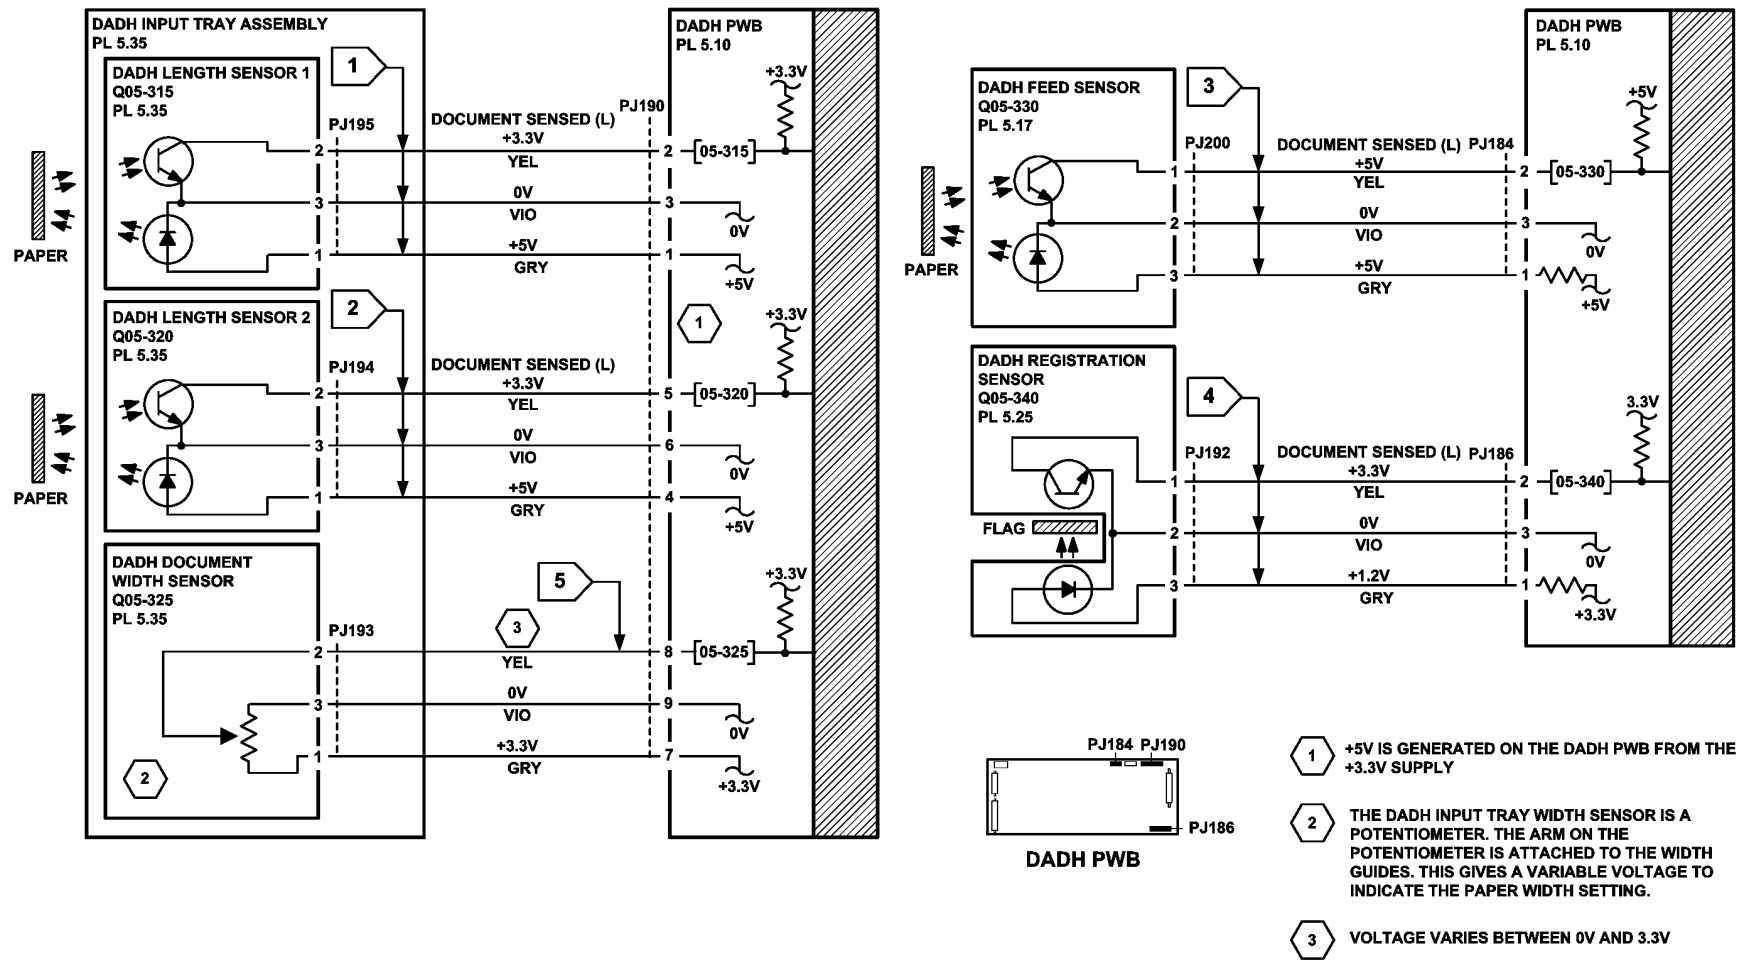 DADH INPUT TRAY ASSEMBLY
PL 5.35
DADH LENGTH SENSOR 1
Q05-315
PL 5.35
PAPER
2
3
1
PJ195
1
DOCUMENT SENSED (L)
+3.3V
YEL
0V
VIO
+5V
GRY
PJ190
DADH PWB
PL 5.10
2
3
1
05-315
+3.3V
0V
+5V
DADH LENGTH SENSOR 2
Q05-320
PL 5.35
PAPER
2
3
1
PJ194
2
DOCUMENT SENSED (L)
+3.3V
YEL
0V
VIO
+5V
GRY
1
5
6
4
05-320
+3.3V
0V
+5V
DADH DOCUMENT
WIDTH SENSOR
Q05-325
PL 5.35
2
2
3
1
PJ193
5
3
YEL
0V
VIO
+3.3V
GRY
8
9
7
05-325
+3.3V
0V
+3.3V
DADH FEED SENSOR
Q05-330
PL 5.17
PAPER
1
2
3
PJ200
3
DOCUMENT SENSED (L)
+5V
YEL
0V
VIO
+5V
GRY
PJ184
DADH PWB
PL 5.10
2
3
1
05-330
+5V
0V
+5V
DADH REGISTRATION
SENSOR
Q05-340
PL 5.25
FLAG
1
2
3
PJ192
4
DOCUMENT SENSED (L)
+3.3V
YEL
0V
VIO
+1.2V
GRY
PJ186
2
3
1
05-340
3.3V
0V
+3.3V
PJ184 PJ190
PJ186
DADH PWB
1
+5V IS GENERATED ON THE DADH PWB FROM THE
+3.3V SUPPLY
2
THE DADH INPUT TRAY WIDTH SENSOR IS A
POTENTIOMETER. THE ARM ON THE
POTENTIOMETER IS ATTACHED TO THE WIDTH
GUIDES. THIS GIVES A VARIABLE VOLTAGE TO
INDICATE THE PAPER WIDTH SETTING.
3
VOLTAGE VARIES BETWEEN 0V AND 3.3V